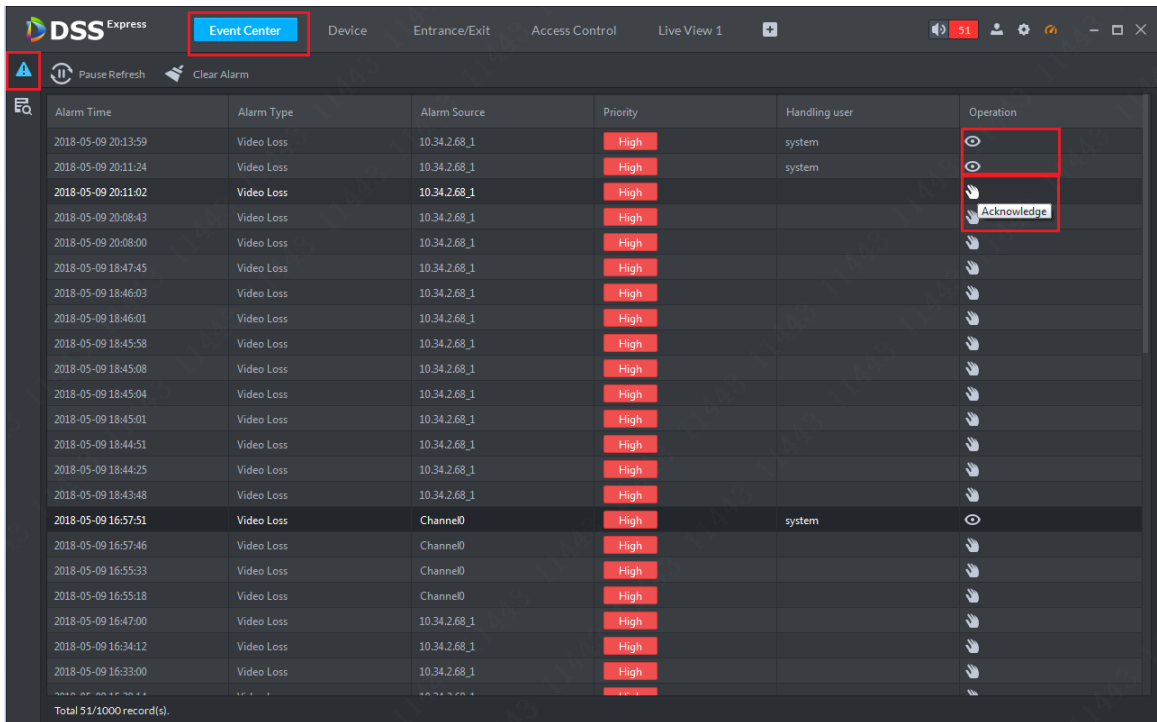 DSS Express Event Center Device Entrance/Exit Access Control Live View 1 51
Pause Refresh Clear Alarm
Alarm Time Alarm Type Alarm Source Priority Handling user Operation
2018-05-09 20:13:59 Video Loss 10.34.2.68_1 High system
2018-05-09 20:11:24 Video Loss 10.34.2.68_1 High system
2018-05-09 20:11:02 Video Loss 10.34.2.68_1 High
Acknowledge
2018-05-09 20:08:43 Video Loss 10.34.2.68_1 High
2018-05-09 20:08:00 Video Loss 10.34.2.68_1 High
2018-05-09 18:47:45 Video Loss 10.34.2.68_1 High
2018-05-09 18:46:03 Video Loss 10.34.2.68_1 High
2018-05-09 18:46:01 Video Loss 10.34.2.68_1 High
2018-05-09 18:45:58 Video Loss 10.34.2.68_1 High
2018-05-09 18:45:08 Video Loss 10.34.2.68_1 High
2018-05-09 18:45:04 Video Loss 10.34.2.68_1 High
2018-05-09 18:45:01 Video Loss 10.34.2.68_1 High
2018-05-09 18:44:51 Video Loss 10.34.2.68_1 High
2018-05-09 18:44:25 Video Loss 10.34.2.68_1 High
2018-05-09 18:43:48 Video Loss 10.34.2.68_1 High
2018-05-09 16:57:51 Video Loss Channel0 High system
2018-05-09 16:57:46 Video Loss Channel0 High
2018-05-09 16:55:33 Video Loss Channel0 High
2018-05-09 16:55:18 Video Loss Channel0 High
2018-05-09 16:47:00 Video Loss 10.34.2.68_1 High
2018-05-09 16:34:12 Video Loss 10.34.2.68_1 High
2018-05-09 16:33:00 Video Loss 10.34.2.68_1 High
Total 51/1000 record(s).